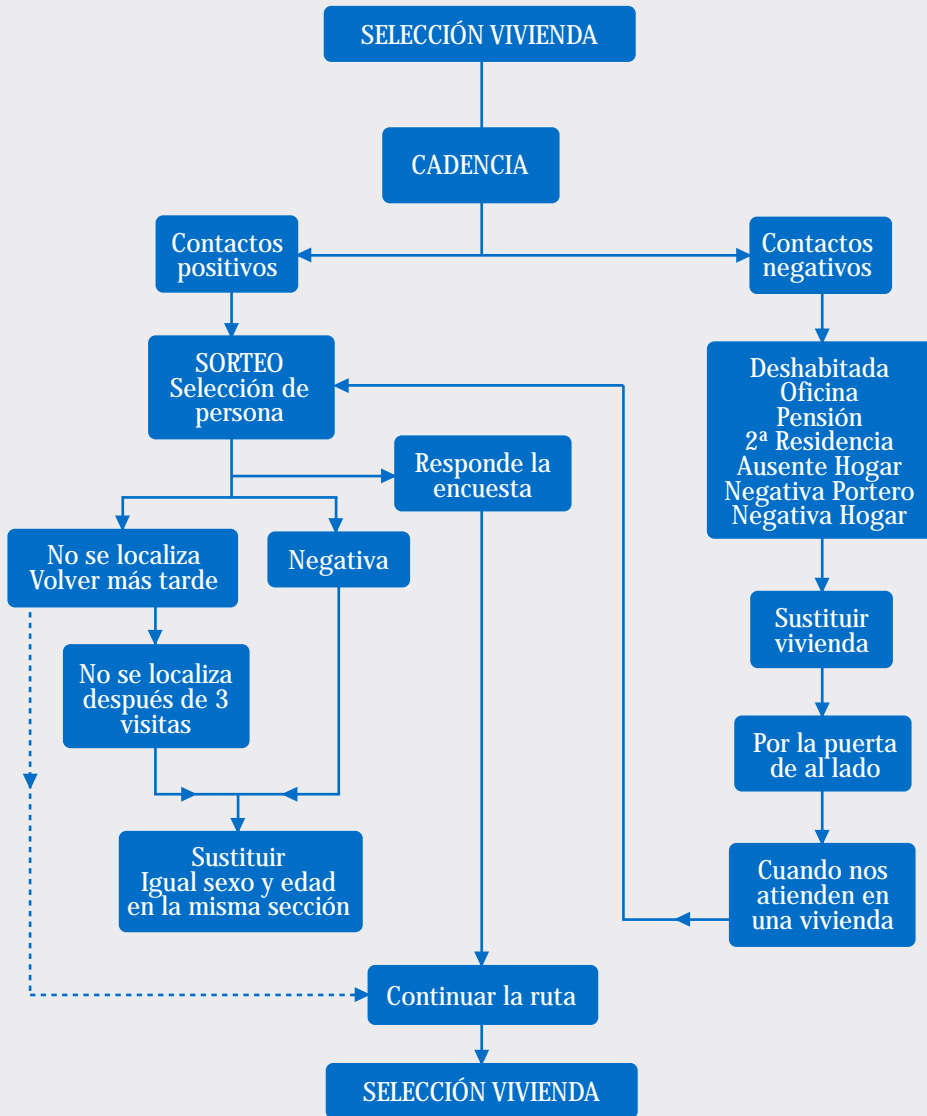 SELECCIÓN VIVIENDA
CADENCIA
Contactos
positivos
Contactos
negativos
SORTEO
Selección de
persona
Deshabitada
Oficina
Pensión
2ª Residencia
Ausente Hogar
Negativa Portero
Negativa Hogar
Responde la
encuesta
No se localiza
Volver más tarde
Negativa
Sustituir
vivienda
No se localiza
después de 3
visitas
Por la puerta
de al lado
Sustituir
Igual sexo y edad
en la misma sección
Cuando nos
atienden en
una vivienda
Continuar la ruta
SELECCIÓN VIVIENDA